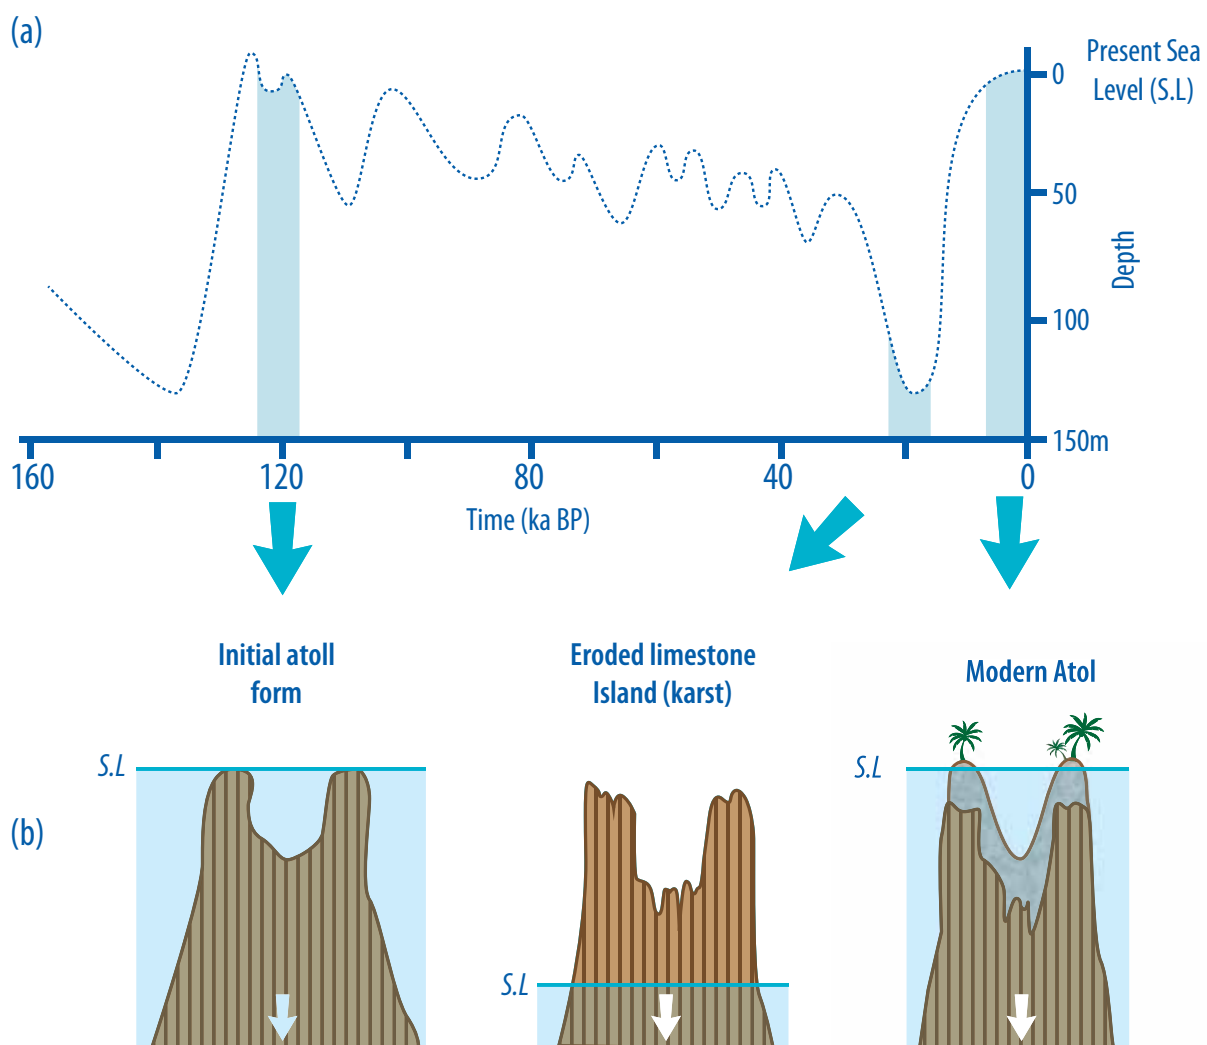 (a)
Present Sea
Level (S.L)
0
50
100
150m
Depth
160
120
80
40
0
Time (ka BP)
Initial atoll
form
Eroded limestone
Island (karst)
Modern Atol
S.L
S.L
S.L
(b)